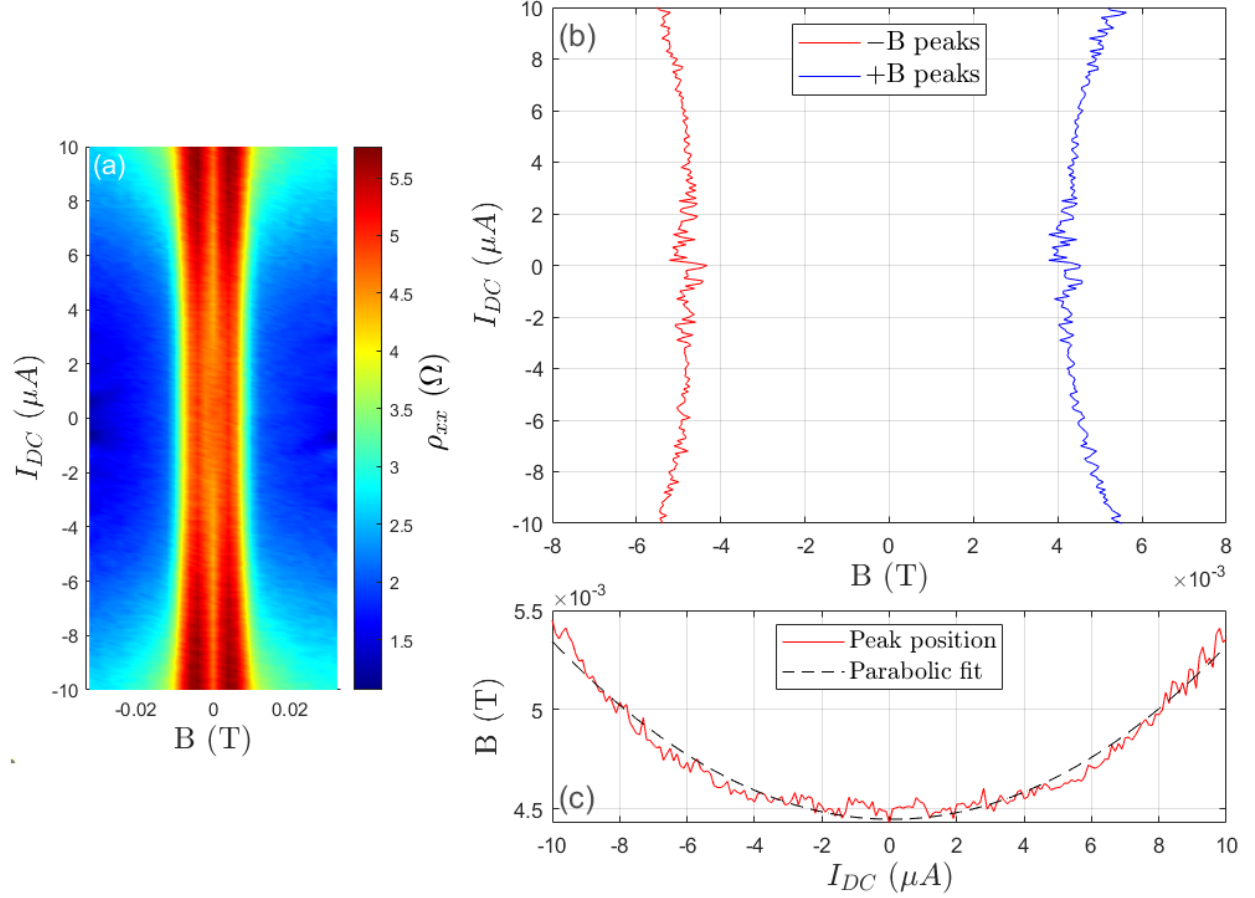 (a)
10
8
6
4
2
0
-2
-4
-6
-8
-10
I_DC (μA)
-0.02 0 0.02
B (T)
5.5
5
4.5
4
3.5
3
2.5
2
1.5
ρ_xx (Ω)
(b)
−B peaks
+B peaks
10
8
6
4
2
0
-2
-4
-6
-8
-10
I_DC (μA)
-8 -6 -4 -2 0 2 4 6 8
B (T)
×10⁻³
×10⁻³
5.5
5
4.5
B (T)
Peak position
Parabolic fit
(c)
-10 -8 -6 -4 -2 0 2 4 6 8 10
I_DC (μA)